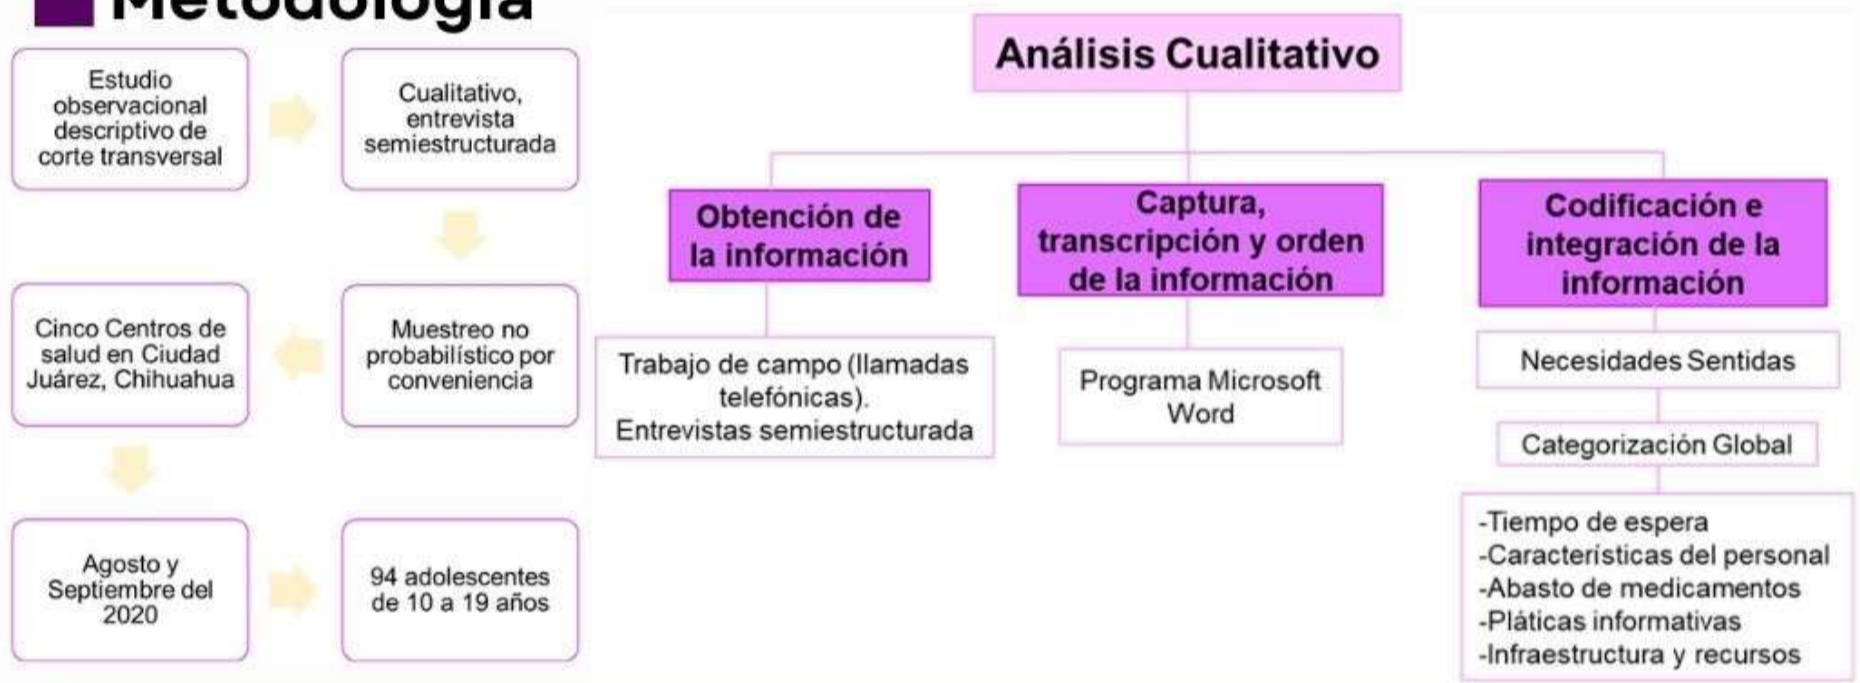 Metodología
Estudio
observacional
descriptivo de
corte transversal
Cualitativo,
entrevista
semiestructurada
Muestreo no
probabilístico por
conveniencia
Cinco Centros de
salud en Ciudad
Juárez, Chihuahua
Agosto y
Septiembre del
2020
94 adolescentes
de 10 a 19 años
Análisis Cualitativo
Obtención de
la información
Trabajo de campo (llamadas
telefónicas).
Entrevistas semiestructurada
Captura,
transcripción y orden
de la información
Programa Microsoft
Word
Codificación e
integración de la
información
Necesidades Sentidas
Categorización Global
-Tiempo de espera
-Características del personal
-Abasto de medicamentos
-Pláticas informativas
-Infraestructura y recursos